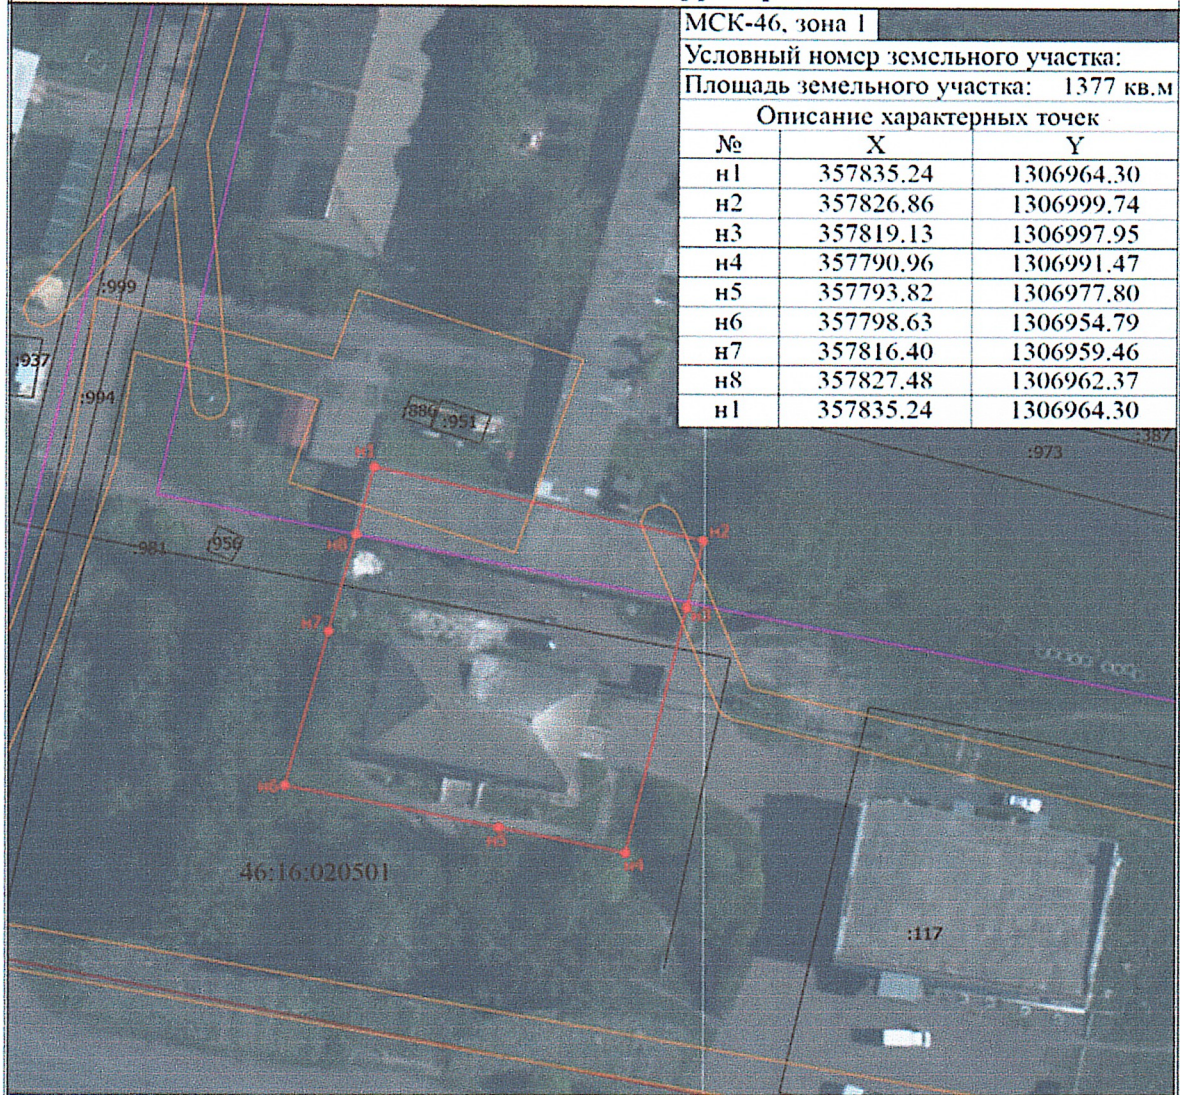 МСК-46, зона 1
Условный номер земельного участка:
Площадь земельного участка: 1377 кв.м
Описание характерных точек
№ X Y
н1 357835.24 1306964.30
н2 357826.86 1306999.74
н3 357819.13 1306997.95
н4 357790.96 1306991.47
н5 357793.82 1306977.80
н6 357798.63 1306954.79
н7 357816.40 1306959.46
н8 357827.48 1306962.37
н1 357835.24 1306964.30
:999
:937
:994
:886
:951
:387
:973
н1
н2
н8
:981
:956
н3
н7
н6
н5
н4
46:16:020501
:117